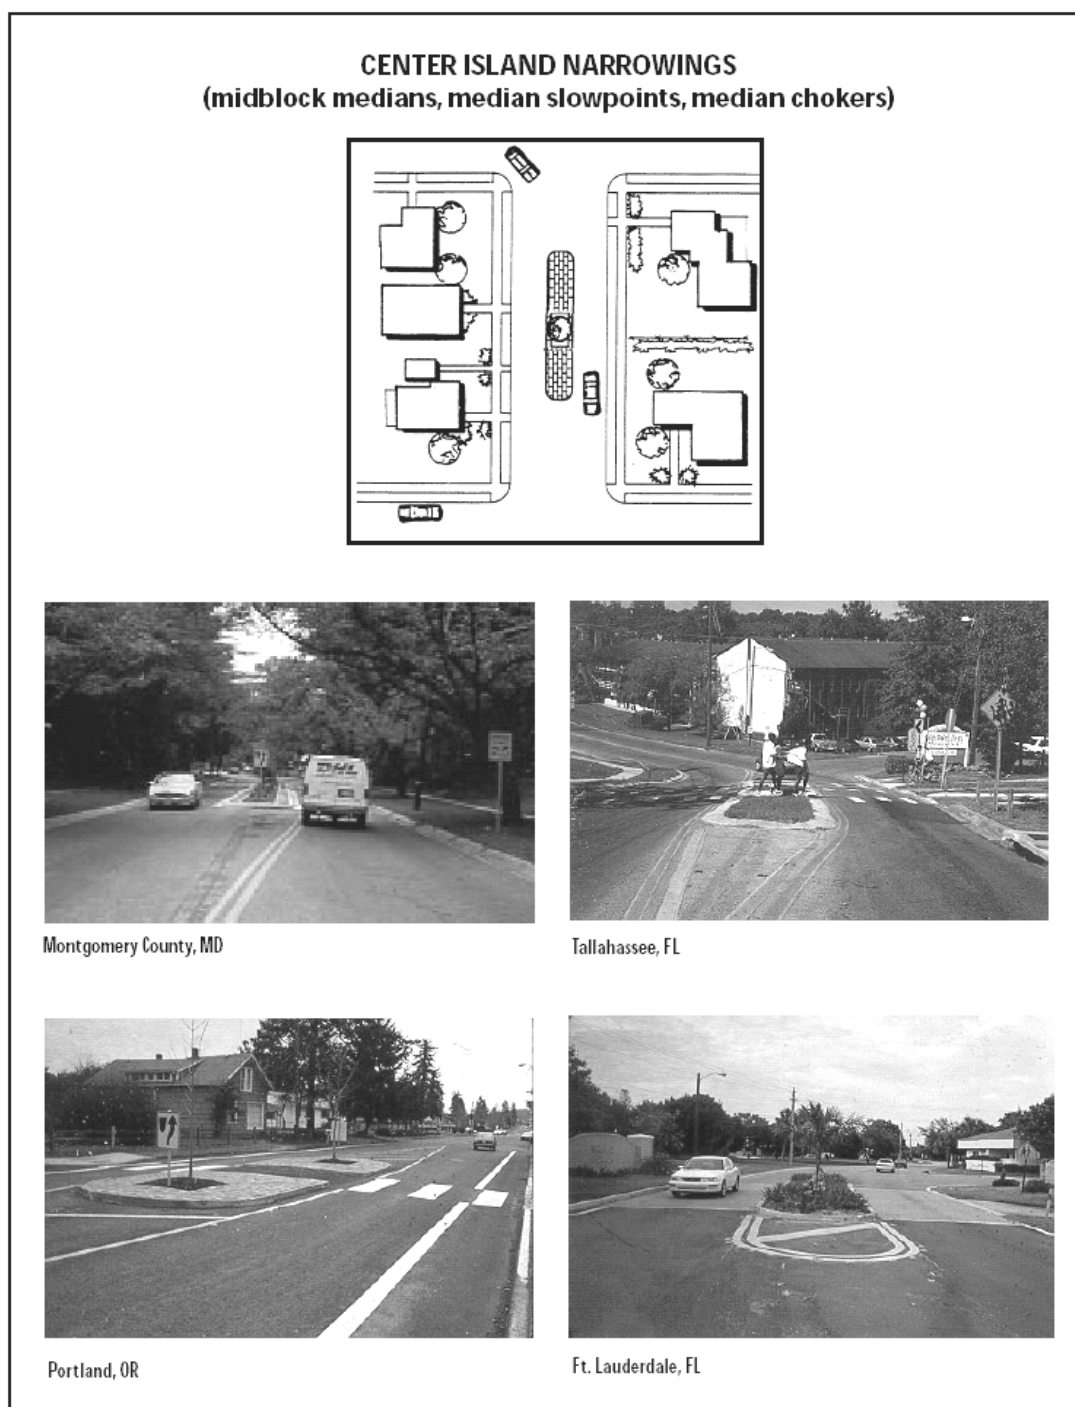 CENTER ISLAND NARROWINGS
(midblock medians, median slowpoints, median chokers)
Montgomery County, MD
Tallahassee, FL
Portland, OR
Ft. Lauderdale, FL